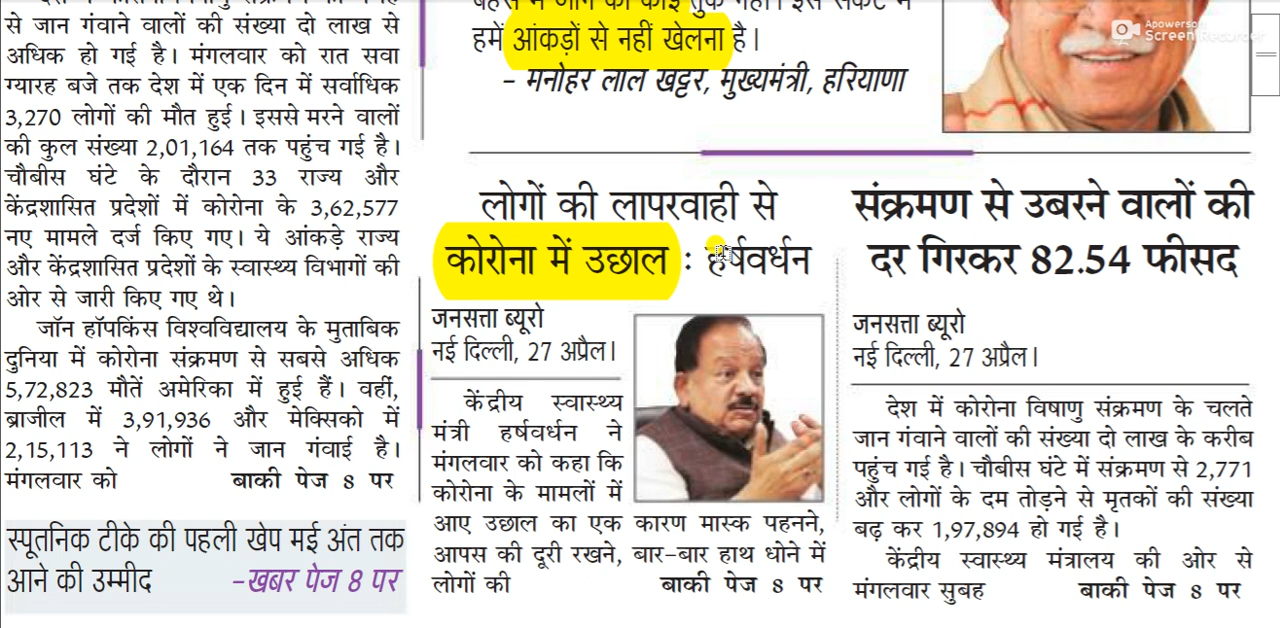 से जान गंवाने वालों की संख्या दो लाख से
अधिक हो गई है। मंगलवार को रात सवा
ग्यारह बजे तक देश में एक दिन में सर्वाधिक
3,270 लोगों की मौत हुई। इससे मरने वालों
की कुल संख्या 2,01,164 तक पहुंच गई है।
चौबीस घंटे के दौरान 33 राज्य और
केंद्रशासित प्रदेशों में कोरोना के 3,62,577
नए मामले दर्ज किए गए। ये आंकड़े राज्य
और केंद्रशासित प्रदेशों के स्वास्थ्य विभागों की
ओर से जारी किए गए थे।
जॉन हॉपकिंस विश्वविद्यालय के मुताबिक
दुनिया में कोरोना संक्रमण से सबसे अधिक
5,72,823 मौतें अमेरिका में हुई हैं। वहीं,
ब्राजील में 3,91,936 और मेक्सिको में
2,15,113 ने लोगों ने जान गंवाई है।
मंगलवार को बाकी पेज 8 पर
स्पूतनिक टीके की पहली खेप मई अंत तक
आने की उम्मीद -खबर पेज 8 पर
हमें आंकड़ों से नहीं खेलना है।
- मनोहर लाल खट्टर, मुख्यमंत्री, हरियाणा
Apowersoft
Screen Recorder
लोगों की लापरवाही से
कोरोना में उछाल : हर्षवर्धन
जनसत्ता ब्यूरो
नई दिल्ली, 27 अप्रैल।
केंद्रीय स्वास्थ्य
मंत्री हर्षवर्धन ने
मंगलवार को कहा कि
कोरोना के मामलों में
आए उछाल का एक कारण मास्क पहनने,
आपस की दूरी रखने, बार-बार हाथ धोने में
लोगों की बाकी पेज 8 पर
संक्रमण से उबरने वालों की
दर गिरकर 82.54 फीसद
जनसत्ता ब्यूरो
नई दिल्ली, 27 अप्रैल।
देश में कोरोना विषाणु संक्रमण के चलते
जान गंवाने वालों की संख्या दो लाख के करीब
पहुंच गई है। चौबीस घंटे में संक्रमण से 2,771
और लोगों के दम तोड़ने से मृतकों की संख्या
बढ़ कर 1,97,894 हो गई है।
केंद्रीय स्वास्थ्य मंत्रालय की ओर से
मंगलवार सुबह बाकी पेज 8 पर